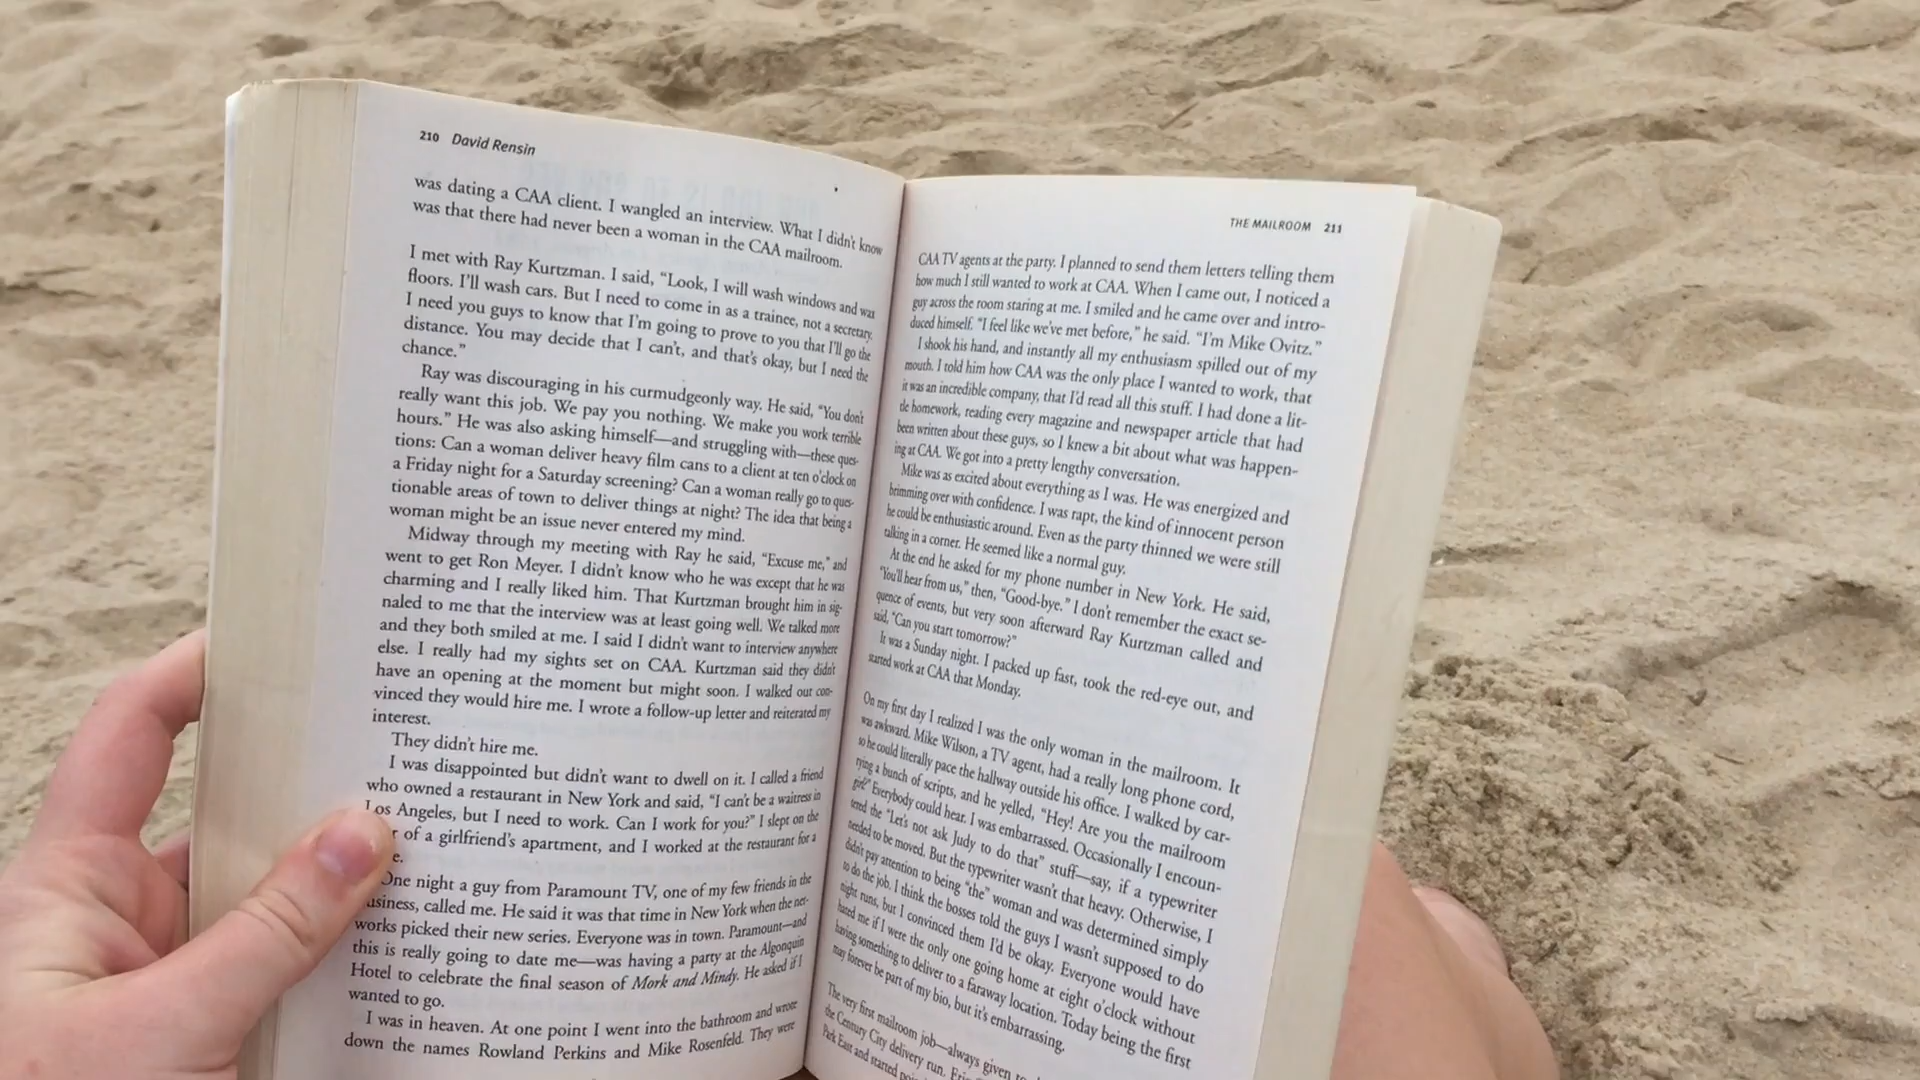 210 David Rensin
was dating a CAA client. I wangled an interview. What I didn't know
was that there had never been a woman in the CAA mailroom.
I met with Ray Kurtzman. I said, "Look, I will wash windows and wax
floors. I'll wash cars. But I need to come in as a trainee, not a secretary.
I need you guys to know that I'm going to prove to you that I'll go the
distance. You may decide that I can't, and that's okay, but I need the
chance."
Ray was discouraging in his curmudgeonly way. He said, "You don't
really want this job. We pay you nothing. We make you work terrible
hours." He was also asking himself—and struggling with—these ques-
tions: Can a woman deliver heavy film cans to a client at ten o'clock on
a Friday night for a Saturday screening? Can a woman really go to ques-
tionable areas of town to deliver things at night? The idea that being a
woman might be an issue never entered my mind.
Midway through my meeting with Ray he said, "Excuse me," and
went to get Ron Meyer. I didn't know who he was except that he was
charming and I really liked him. That Kurtzman brought him in sig-
naled to me that the interview was at least going well. We talked more
and they both smiled at me. I said I didn't want to interview anywhere
else. I really had my sights set on CAA. Kurtzman said they didn't
have an opening at the moment but might soon. I walked out con-
vinced they would hire me. I wrote a follow-up letter and reiterated my
interest.
They didn't hire me.
I was disappointed but didn't want to dwell on it. I called a friend
who owned a restaurant in New York and said, "I can't be a waitress in
Los Angeles, but I need to work. Can I work for you?" I slept on the
r of a girlfriend's apartment, and I worked at the restaurant for a
e.
One night a guy from Paramount TV, one of my few friends in the
usiness, called me. He said it was that time in New York when the net-
works picked their new series. Everyone was in town. Paramount—and
this is really going to date me—was having a party at the Algonquin
Hotel to celebrate the final season of Mork and Mindy. He asked if I
wanted to go.
I was in heaven. At one point I went into the bathroom and wrote
down the names Rowland Perkins and Mike Rosenfeld. They were
THE MAILROOM 211
CAA TV agents at the party. I planned to send them letters telling them
how much I still wanted to work at CAA. When I came out, I noticed a
guy across the room staring at me. I smiled and he came over and intro-
duced himself. "I feel like we've met before," he said. "I'm Mike Ovitz."
I shook his hand, and instantly all my enthusiasm spilled out of my
mouth. I told him how CAA was the only place I wanted to work, that
it was an incredible company, that I'd read all this stuff. I had done a lit-
tle homework, reading every magazine and newspaper article that had
been written about these guys, so I knew a bit about what was happen-
ing at CAA. We got into a pretty lengthy conversation.
Mike was as excited about everything as I was. He was energized and
brimming over with confidence. I was rapt, the kind of innocent person
he could be enthusiastic around. Even as the party thinned we were still
talking in a corner. He seemed like a normal guy.
At the end he asked for my phone number in New York. He said,
"You'll hear from us," then, "Good-bye." I don't remember the exact se-
quence of events, but very soon afterward Ray Kurtzman called and
said, "Can you start tomorrow?"
It was a Sunday night. I packed up fast, took the red-eye out, and
started work at CAA that Monday.
On my first day I realized I was the only woman in the mailroom. It
was awkward. Mike Wilson, a TV agent, had a really long phone cord,
so he could literally pace the hallway outside his office. I walked by car-
rying a bunch of scripts, and he yelled, "Hey! Are you the mailroom
girl?" Everybody could hear. I was embarrassed. Occasionally I encoun-
tered the "Let's not ask Judy to do that" stuff—say, if a typewriter
needed to be moved. But the typewriter wasn't that heavy. Otherwise, I
didn't pay attention to being "the" woman and was determined simply
to do the job. I think the bosses told the guys I wasn't supposed to do
night runs, but I convinced them I'd be okay. Everyone would have
hated me if I were the only one going home at eight o'clock without
having something to deliver to a faraway location. Today being the first
may forever be part of my bio, but it's embarrassing.
The very first mailroom job—always given to
the Century City delivery run.
Park East and started